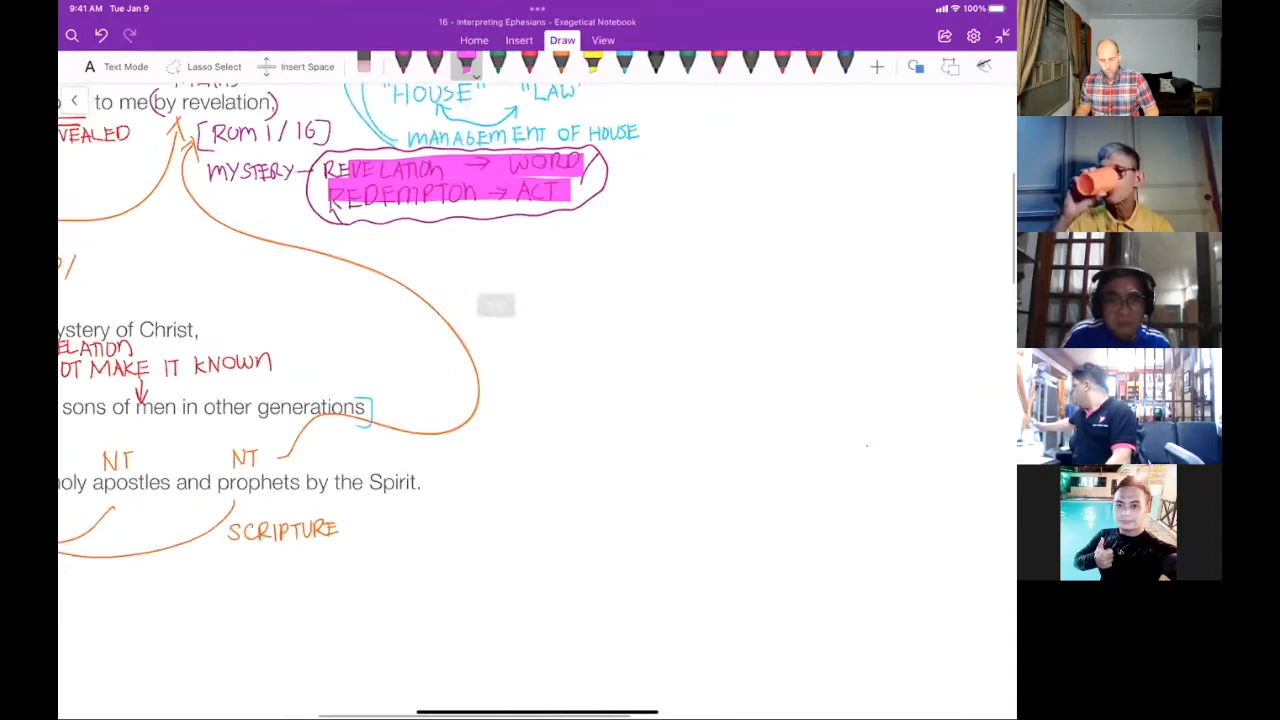 9:41 AM Tue Jan 9
100%
16 - Interpreting Ephesians - Exegetical Notebook
Home Insert Draw View
A Text Mode Lasso Select Insert Space
"HOUSE" "LAW"
to me (by revelation,)
VEALED
[ROM 1/16]
MANAGEMENT OF HOUSE
MYSTERY - REVELATION → WORD
REDEMPTON → ACT
ystery of Christ,
ELATION
OT MAKE IT KNOWN
sons of men in other generations]
NT NT
holy apostles and prophets by the Spirit.
SCRIPTURE